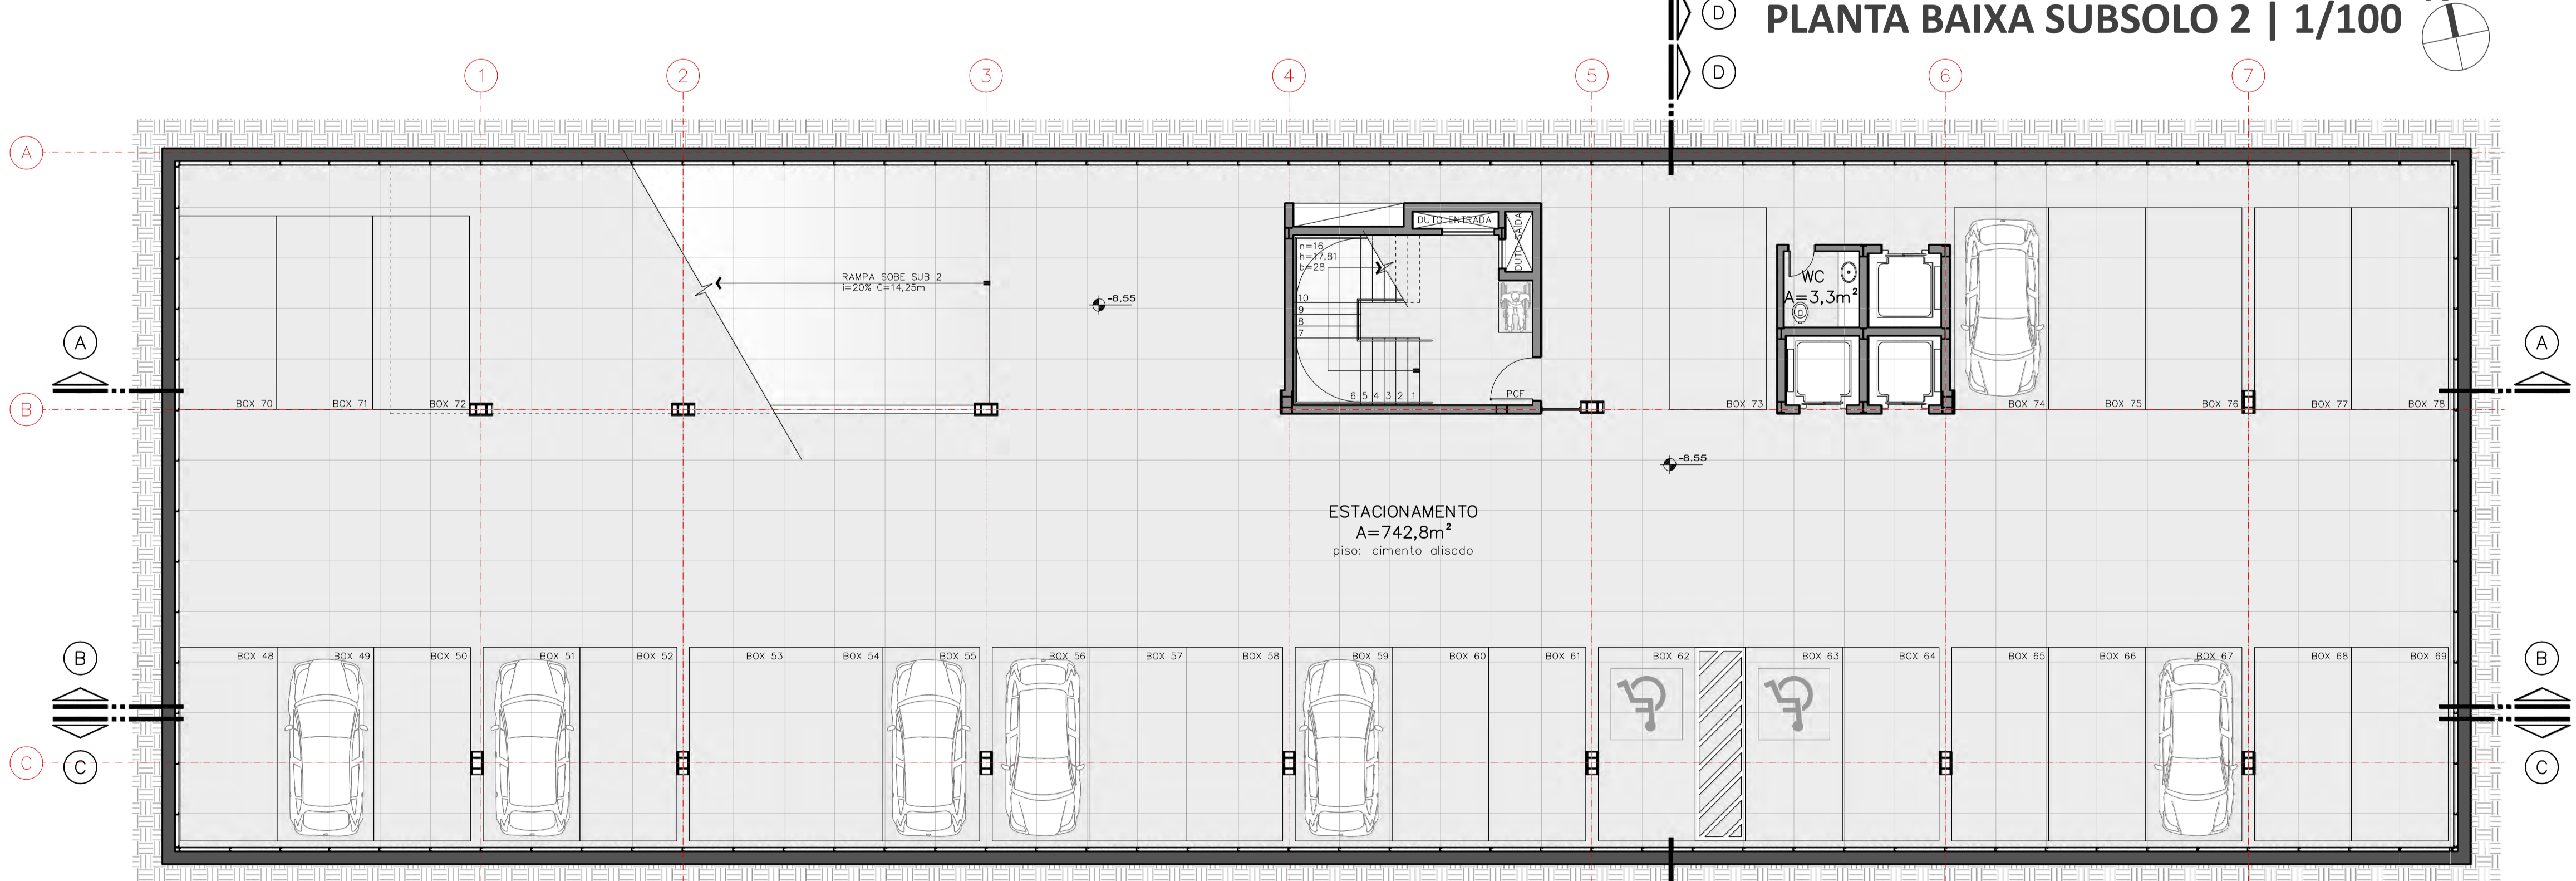 D
PLANTA BAIXA SUBSOLO 2 | 1/100
D
1
2
3
4
5
6
7
A
DUTO ENTRADA
DUTO SAÍDA
n=16
h=17,81
b=28
RAMPA SOBE SUB 2
i=20% C=14,25m
-8,55
WC
A=3,3m²
10
9
8
7
6 5 4 3 2 1
PCF
A
A
B
BOX 70
BOX 71
BOX 72
BOX 73
BOX 74
BOX 75
BOX 76
BOX 77
BOX 78
-8,55
ESTACIONAMENTO
A=742,8m²
piso: cimento alisado
B
B
BOX 48
BOX 49
BOX 50
BOX 51
BOX 52
BOX 53
BOX 54
BOX 55
BOX 56
BOX 57
BOX 58
BOX 59
BOX 60
BOX 61
BOX 62
BOX 63
BOX 64
BOX 65
BOX 66
BOX 67
BOX 68
BOX 69
C
C
C